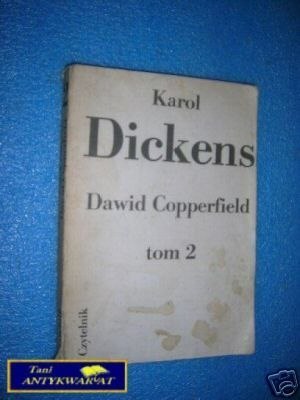 Karol
Dickens
Dawid Copperfield
tom 2
Czytelnik
Tani
ANTYKWARYAT